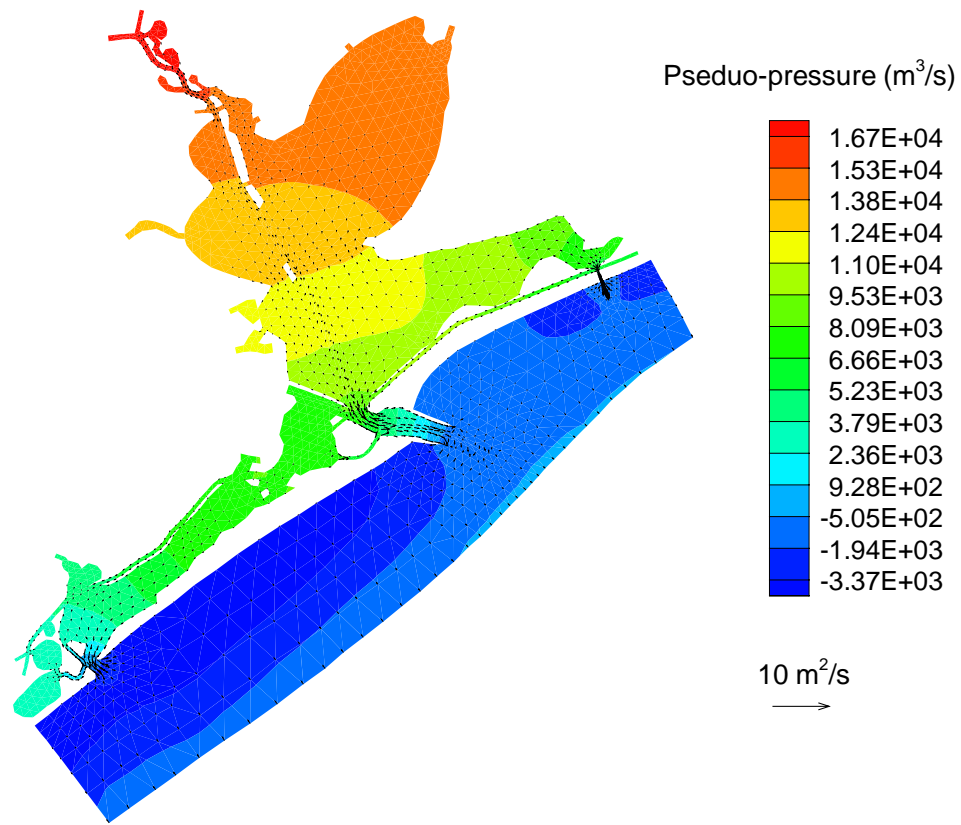 Pseduo-pressure (m³/s)
1.67E+04
1.53E+04
1.38E+04
1.24E+04
1.10E+04
9.53E+03
8.09E+03
6.66E+03
5.23E+03
3.79E+03
2.36E+03
9.28E+02
-5.05E+02
-1.94E+03
-3.37E+03
10 m²/s